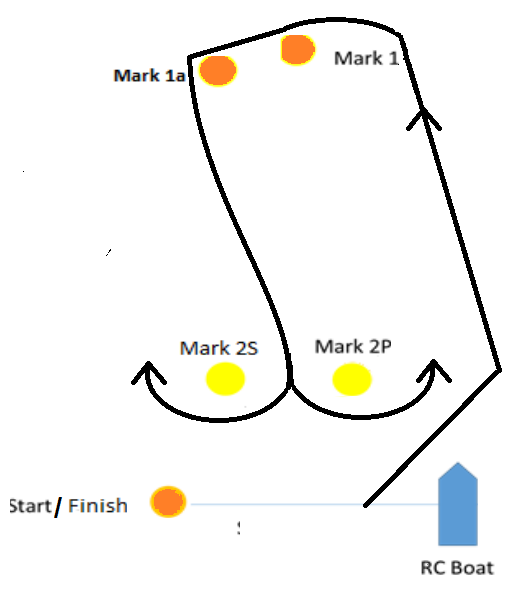 Mark 1
Mark 1a
Mark 2S
Mark 2P
Start/ Finish
RC Boat